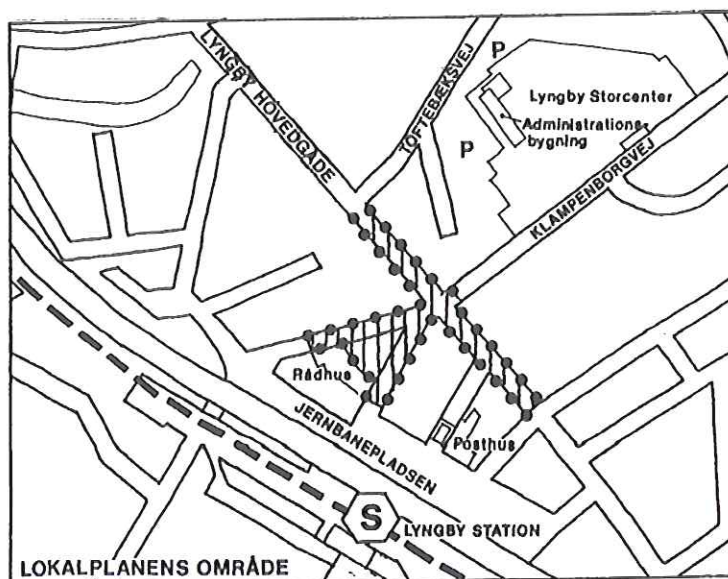 LYNGBY HOVEDGADE
TOFTEBÆKSVEJ
P
Lyngby Storcenter
Administrations-
bygning
P
KLAMPENBORGVEJ
Rådhus
JERNBANEPLADSEN
Posthus
S
LYNGBY STATION
LOKALPLANENS OMRÅDE